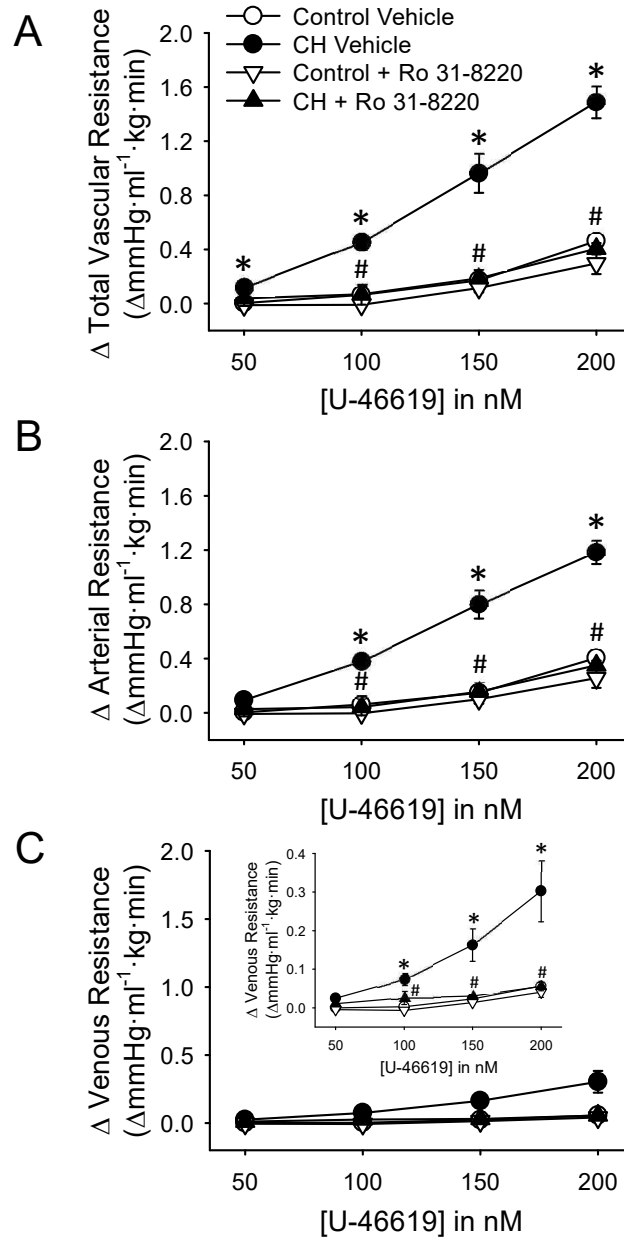 A
Control Vehicle
CH Vehicle
Control + Ro 31-8220
CH + Ro 31-8220
Δ Total Vascular Resistance
(ΔmmHg·ml⁻¹·kg·min)
2.0
1.6
1.2
0.8
0.4
0.0
*
*
*
*
#
#
#
50 100 150 200
[U-46619] in nM
B
Δ Arterial Resistance
(ΔmmHg·ml⁻¹·kg·min)
2.0
1.6
1.2
0.8
0.4
0.0
*
*
*
#
#
#
50 100 150 200
[U-46619] in nM
C
Δ Venous Resistance
(ΔmmHg·ml⁻¹·kg·min)
2.0
1.5
1.0
0.5
0.0
Δ Venous Resistance
(ΔmmHg·ml⁻¹·kg·min)
0.4
0.3
0.2
0.1
0.0
*
*
*
#
#
#
50 100 150 200
[U-46619] in nM
50 100 150 200
[U-46619] in nM